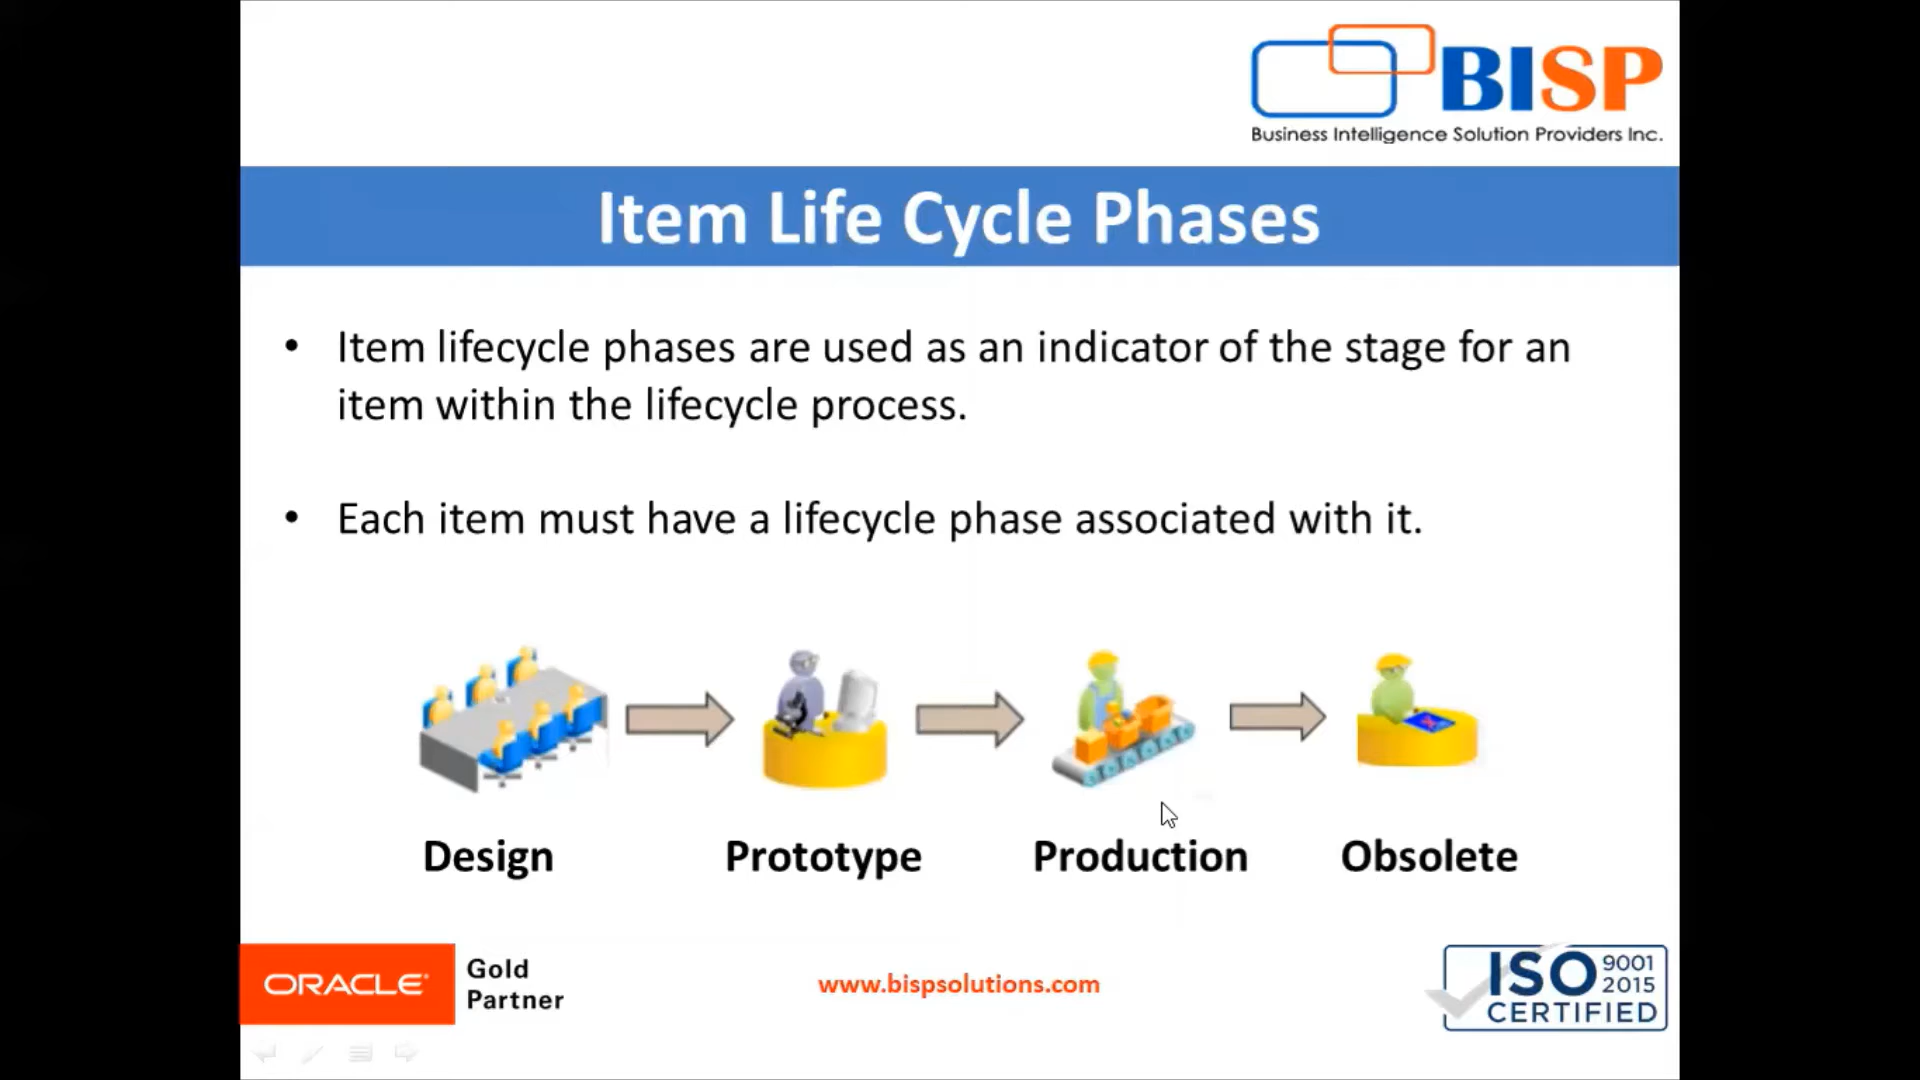 BISP
Business Intelligence Solution Providers Inc.
Item Life Cycle Phases
• Item lifecycle phases are used as an indicator of the stage for an
item within the lifecycle process.
• Each item must have a lifecycle phase associated with it.
Design Prototype Production Obsolete
ORACLE® Gold
Partner
www.bispsolutions.com
ISO 9001
2015
CERTIFIED